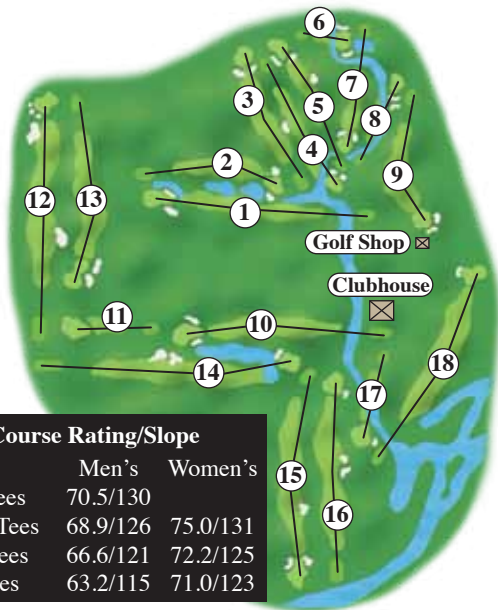 6
7
3
5
8
4
2
9
12
13
1
Golf Shop
Clubhouse
11
10
18
14
17
15
16
Course Rating/Slope
Men's Women's
ees 70.5/130
Tees 68.9/126 75.0/131
ees 66.6/121 72.2/125
es 63.2/115 71.0/123